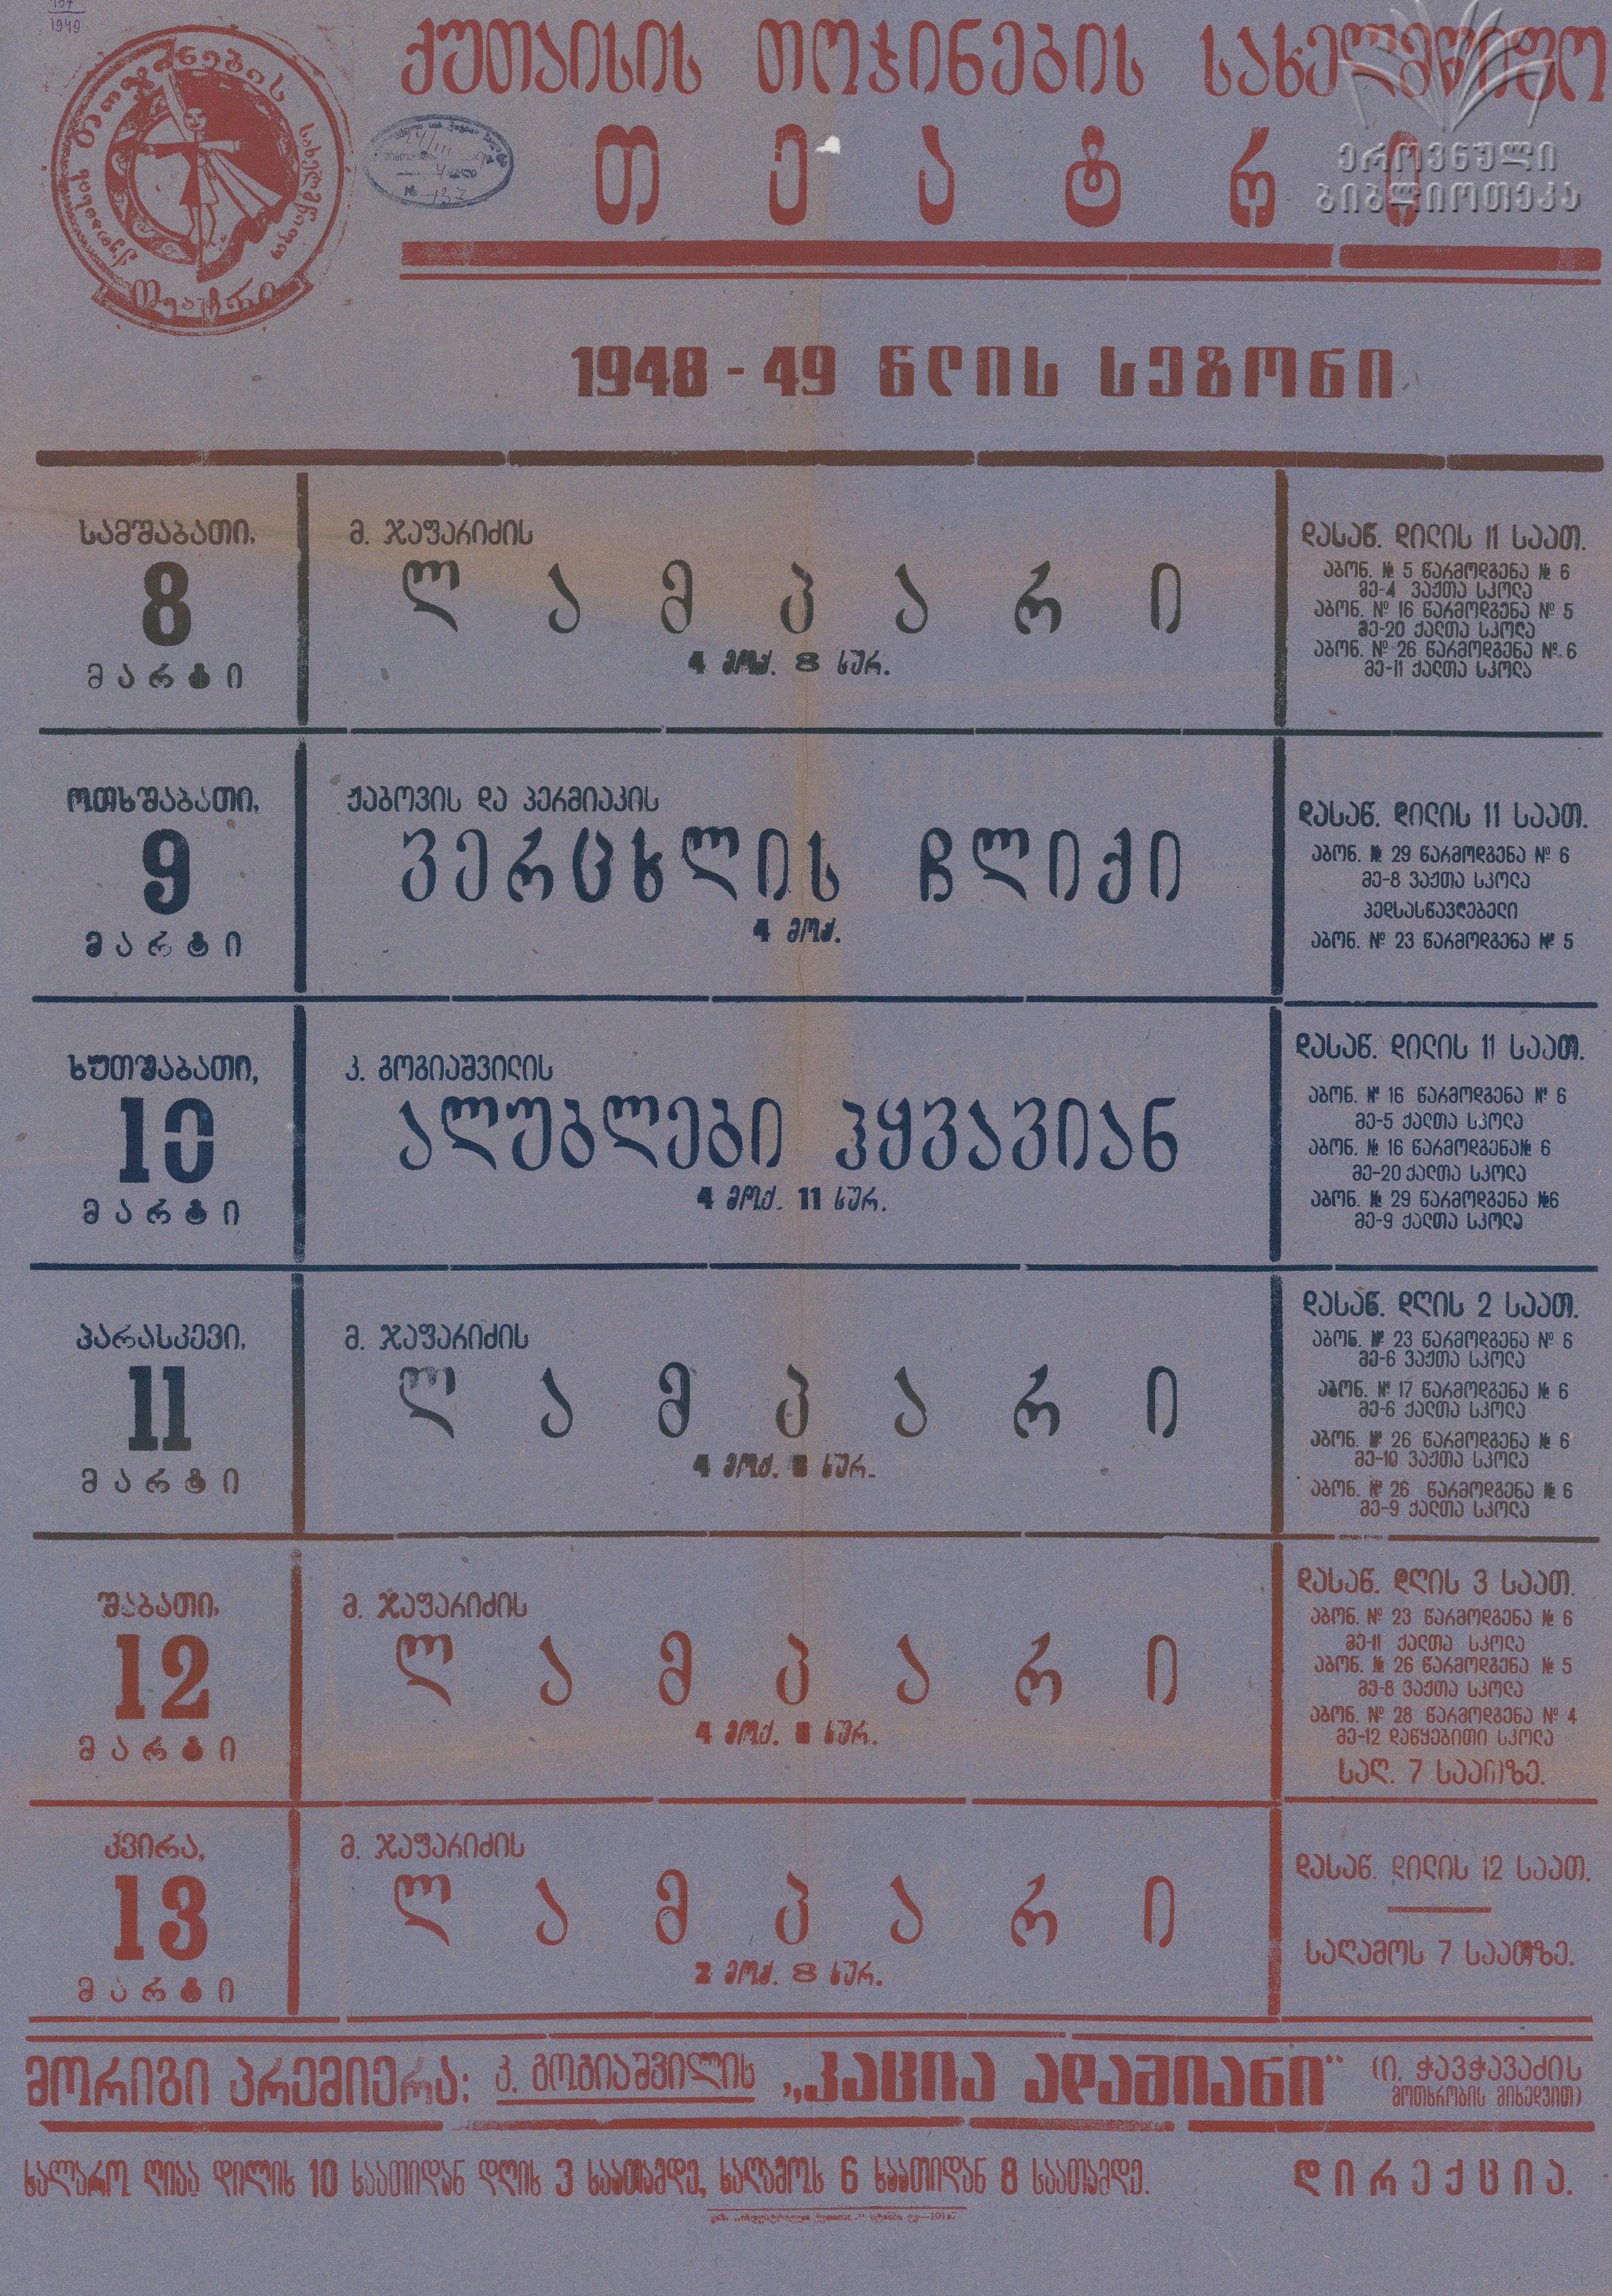 157
1949
ქუთაისის თოჯინების სახელმწიფო
თეატრი
ქუთაისის თოჯინების სახელმწიფო
თეატრი
24/III
№ 137
ეროვნული
ბიბლიოთეკა
1948 - 49 წლის სეზონი
სამშაბათი,
8
მარტი
მ. ჯაფარიძის
ლამპარი
4 მოქ. 8 სურ.
დასაწ. დილის 11 საათ.
აბონ. № 5 წარმოდგენა № 6
მე-4 ვაჟთა სკოლა
აბონ. № 16 წარმოდგენა № 5
მე-20 ქალთა სკოლა
აბონ. № 26 წარმოდგენა № 6
მე-11 ქალთა სკოლა
ოთხშაბათი,
9
მარტი
ჟაბოვის და პერმიაკის
ვერცხლის ჩლიქი
4 მოქ.
დასაწ. დილის 11 საათ.
აბონ. № 29 წარმოდგენა № 6
მე-8 ვაჟთა სკოლა
პედსასწავლებელი
აბონ. № 23 წარმოდგენა № 5
ხუთშაბათი,
10
მარტი
კ. გოგიაშვილის
ალუბლები ჰყვავიან
4 მოქ. 11 სურ.
დასაწ. დილის 11 საათ.
აბონ. № 16 წარმოდგენა № 6
მე-5 ქალთა სკოლა
აბონ. № 16 წარმოდგენა № 6
მე-20 ქალთა სკოლა
აბონ. № 29 წარმოდგენა №6
მე-9 ქალთა სკოლა
პარასკევი,
11
მარტი
მ. ჯაფარიძის
ლამპარი
4 მოქ. 8 სურ.
დასაწ. დღის 2 საათ.
აბონ. № 23 წარმოდგენა № 6
მე-6 ვაჟთა სკოლა
აბონ. № 17 წარმოდგენა № 6
მე-6 ქალთა სკოლა
აბონ. № 26 წარმოდგენა № 6
მე-10 ვაჟთა სკოლა
აბონ. № 26 წარმოდგენა № 6
მე-9 ქალთა სკოლა
შაბათი,
12
მარტი
მ. ჯაფარიძის
ლამპარი
4 მოქ. 8 სურ.
დასაწ. დღის 3 საათ.
აბონ. № 23 წარმოდგენა № 6
მე-11 ქალთა სკოლა
აბონ. № 26 წარმოდგენა № 5
მე-8 ვაჟთა სკოლა
აბონ. № 28 წარმოდგენა № 4
მე-12 დაწყებითი სკოლა
საღ. 7 საათზე.
კვირა,
13
მარტი
მ. ჯაფარიძის
ლამპარი
2 მოქ. 8 სურ.
დასაწ. დილის 12 საათ.
საღამოს 7 საათზე.
მორიგი პრემიერა: კ. გოგიაშვილის „კაცია ადამიანი“ (ი. ჭავჭავაძის
მოთხრობის მიხედვით)
სალარო ღიაა დილის 10 საათიდან დღის 3 საათამდე, საღამოს 6 საათიდან 8 საათამდე. დირექცია.